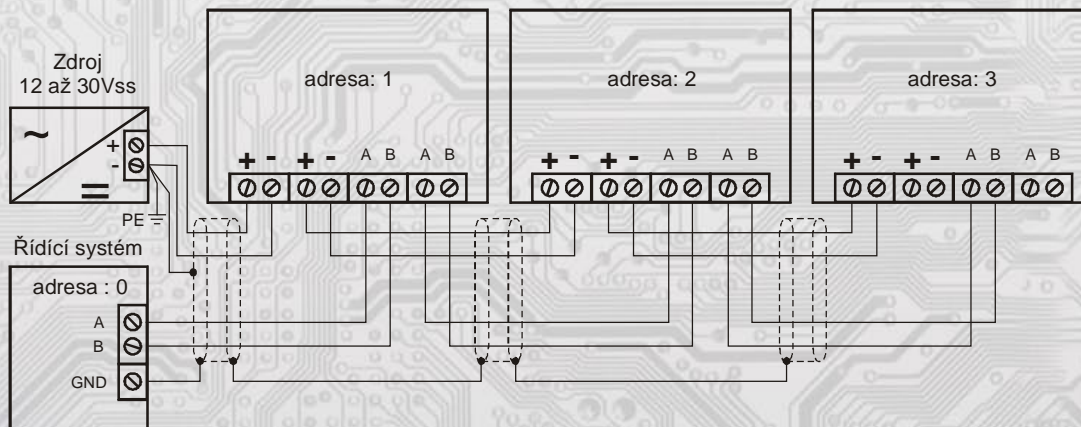 Zdroj
12 až 30Vss
~
+
-
=
PE
Řídící systém
adresa : 0
A
B
GND
adresa: 1
+ - + - A B A B
adresa: 2
+ - + - A B A B
adresa: 3
+ - + - A B A B